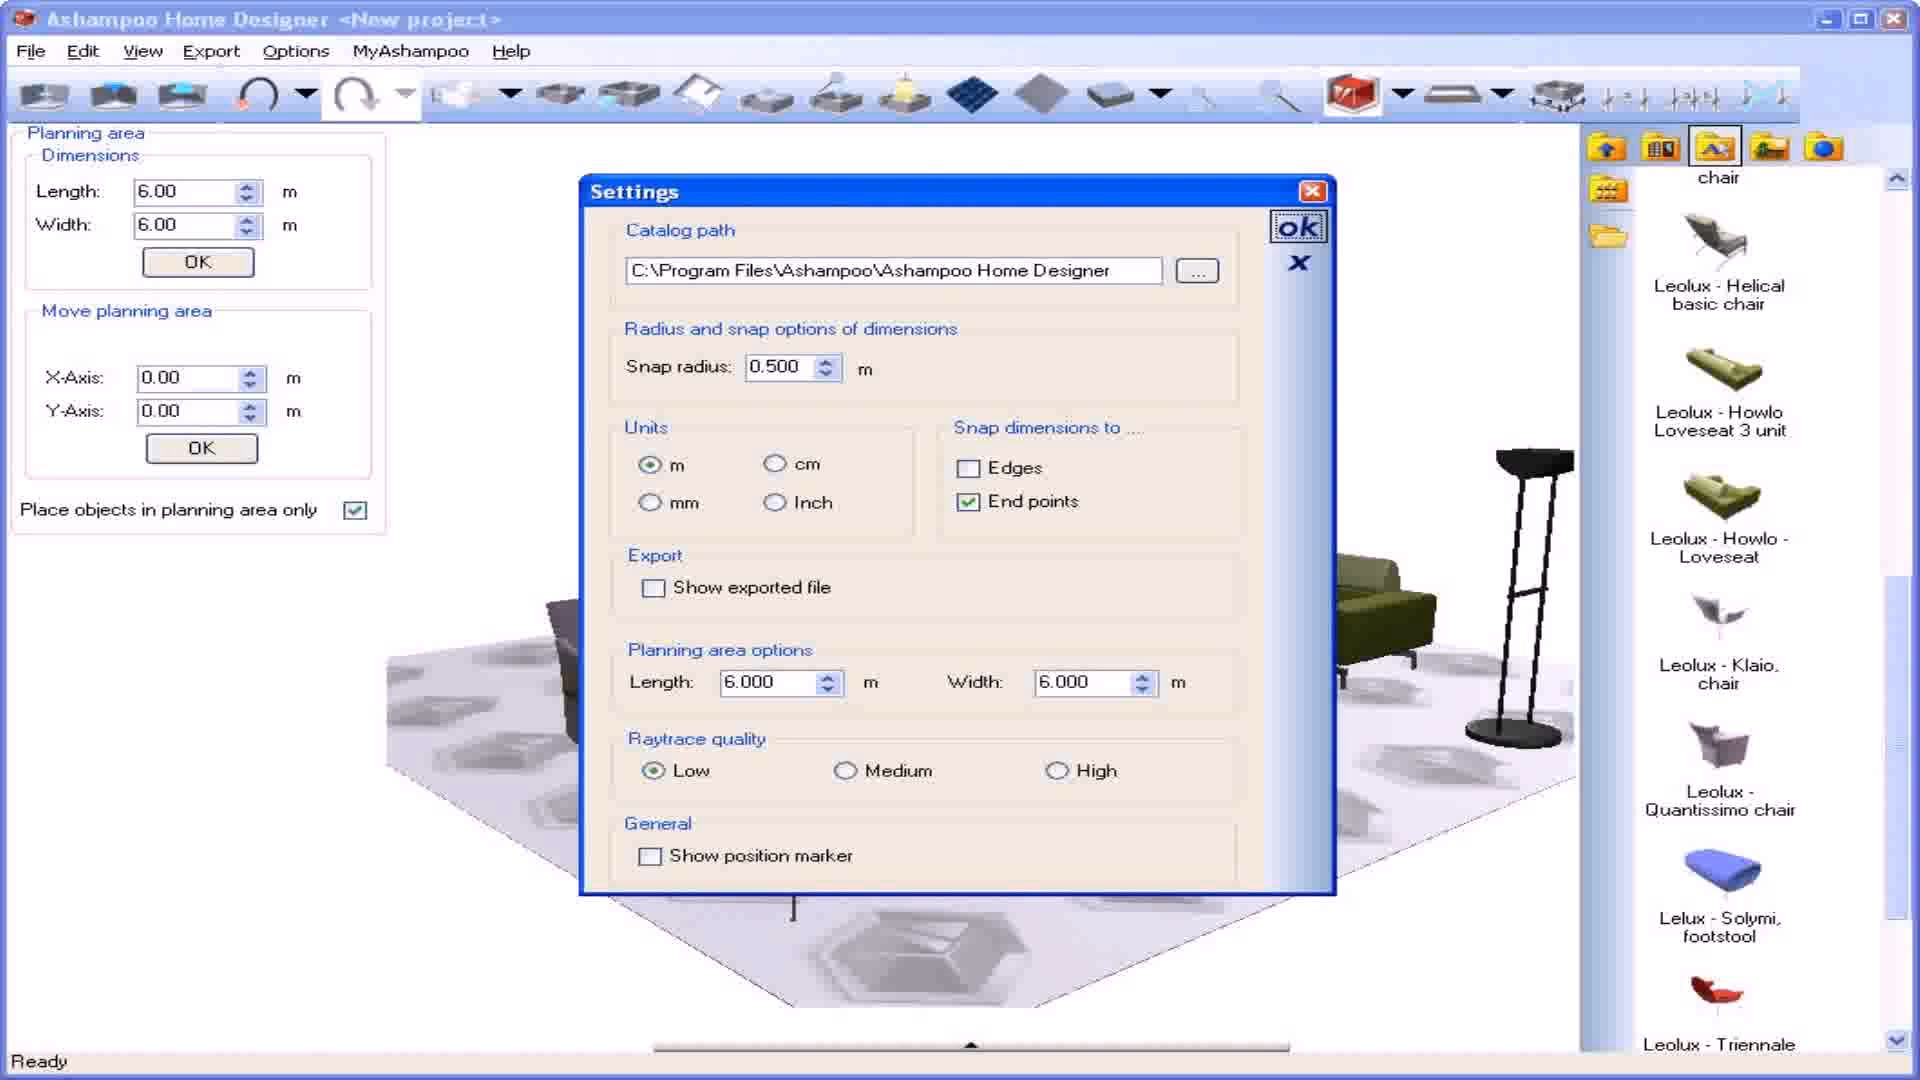 Ashampoo Home Designer <New project>
File Edit View Export Options MyAshampoo Help
Planning area
Dimensions
Length: 6.00 m
Width: 6.00 m
OK
Move planning area
X-Axis: 0.00 m
Y-Axis: 0.00 m
OK
Place objects in planning area only
Settings
ok
x
Catalog path
C:\Program Files\Ashampoo\Ashampoo Home Designer
...
Radius and snap options of dimensions
Snap radius: 0.500 m
Units
m cm
mm Inch
Snap dimensions to ....
Edges
End points
Export
Show exported file
Planning area options
Length: 6.000 m Width: 6.000 m
Raytrace quality
Low Medium High
General
Show position marker
chair
Leolux - Helical
basic chair
Leolux - Howlo
Loveseat 3 unit
Leolux - Howlo -
Loveseat
Leolux - Klaio,
chair
Leolux -
Quantissimo chair
Lelux - Solymi,
footstool
Leolux - Triennale
Ready